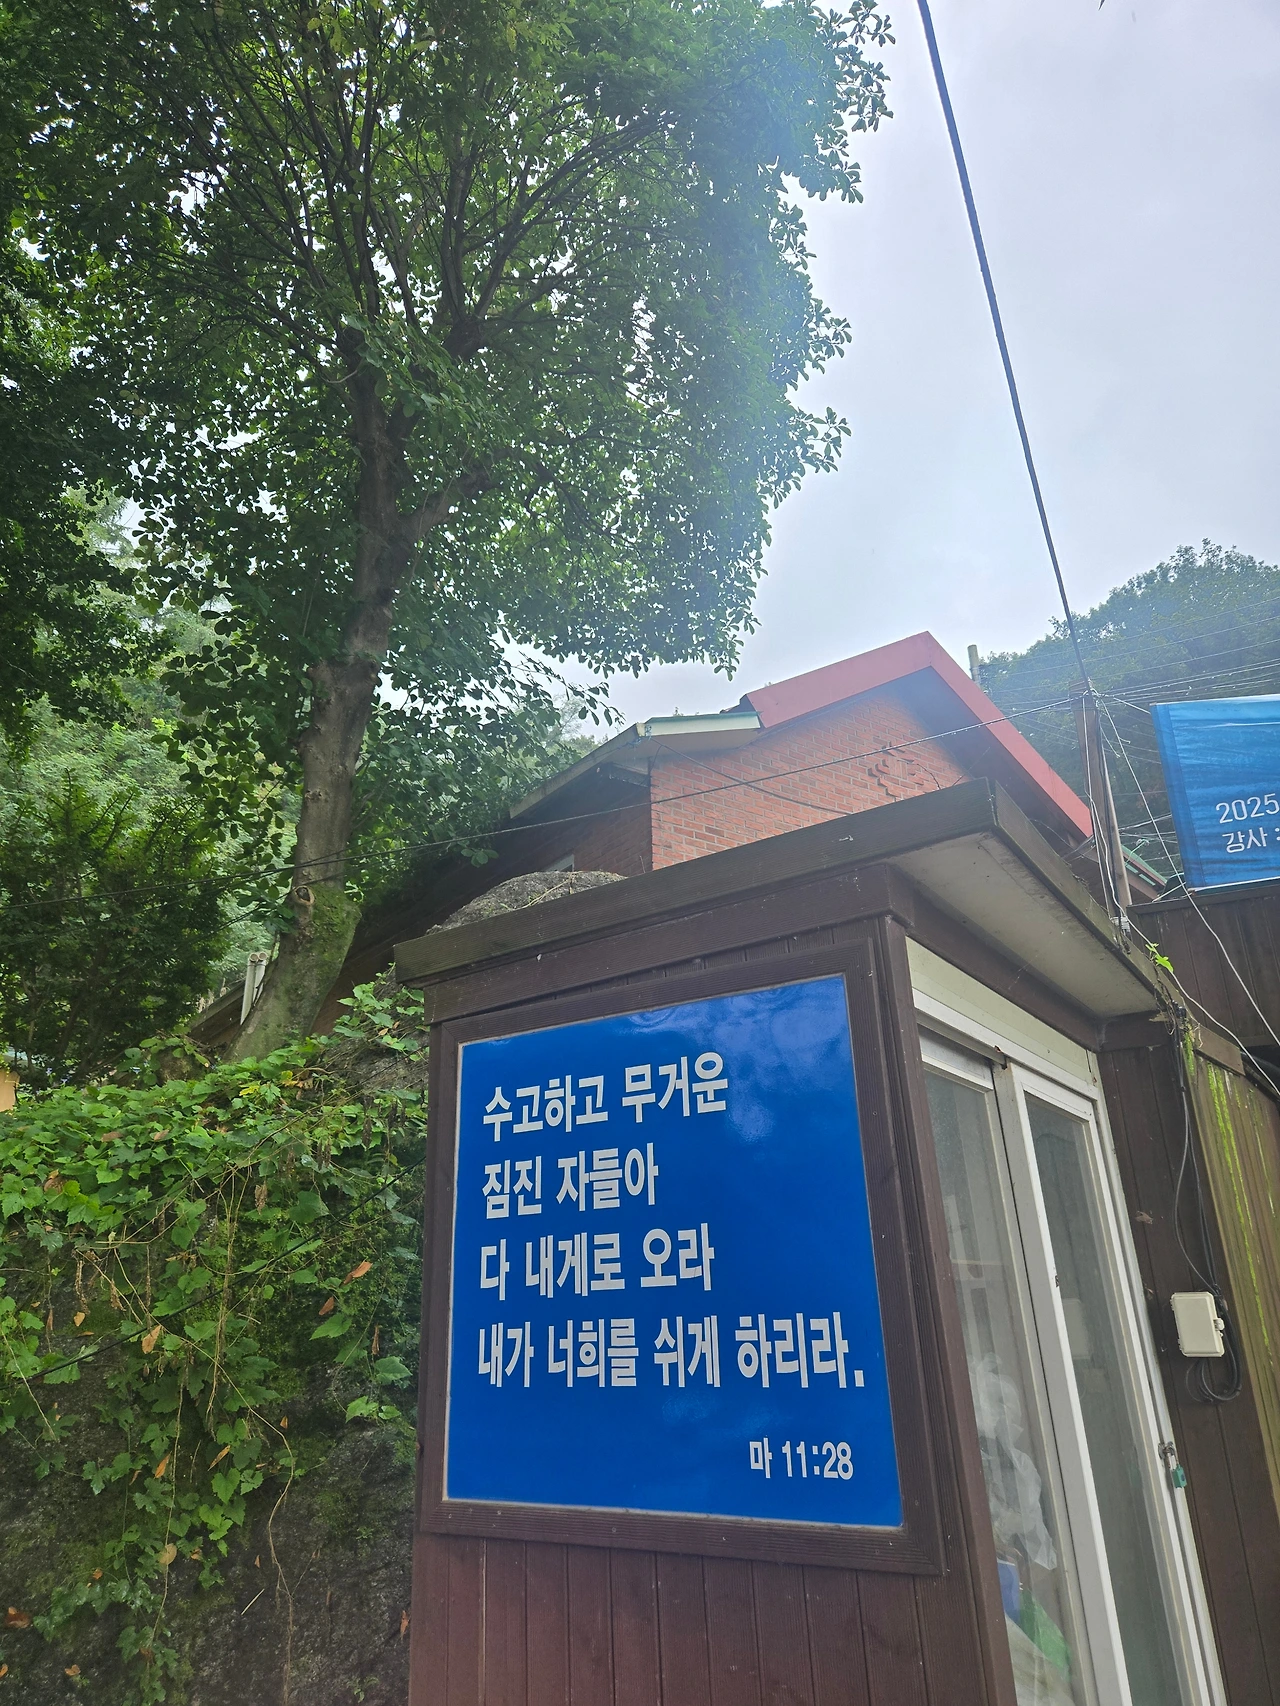 수고하고 무거운
짐진 자들아
다 내게로 오라
내가 너희를 쉬게 하리라.
마 11:28
2025
강사 :